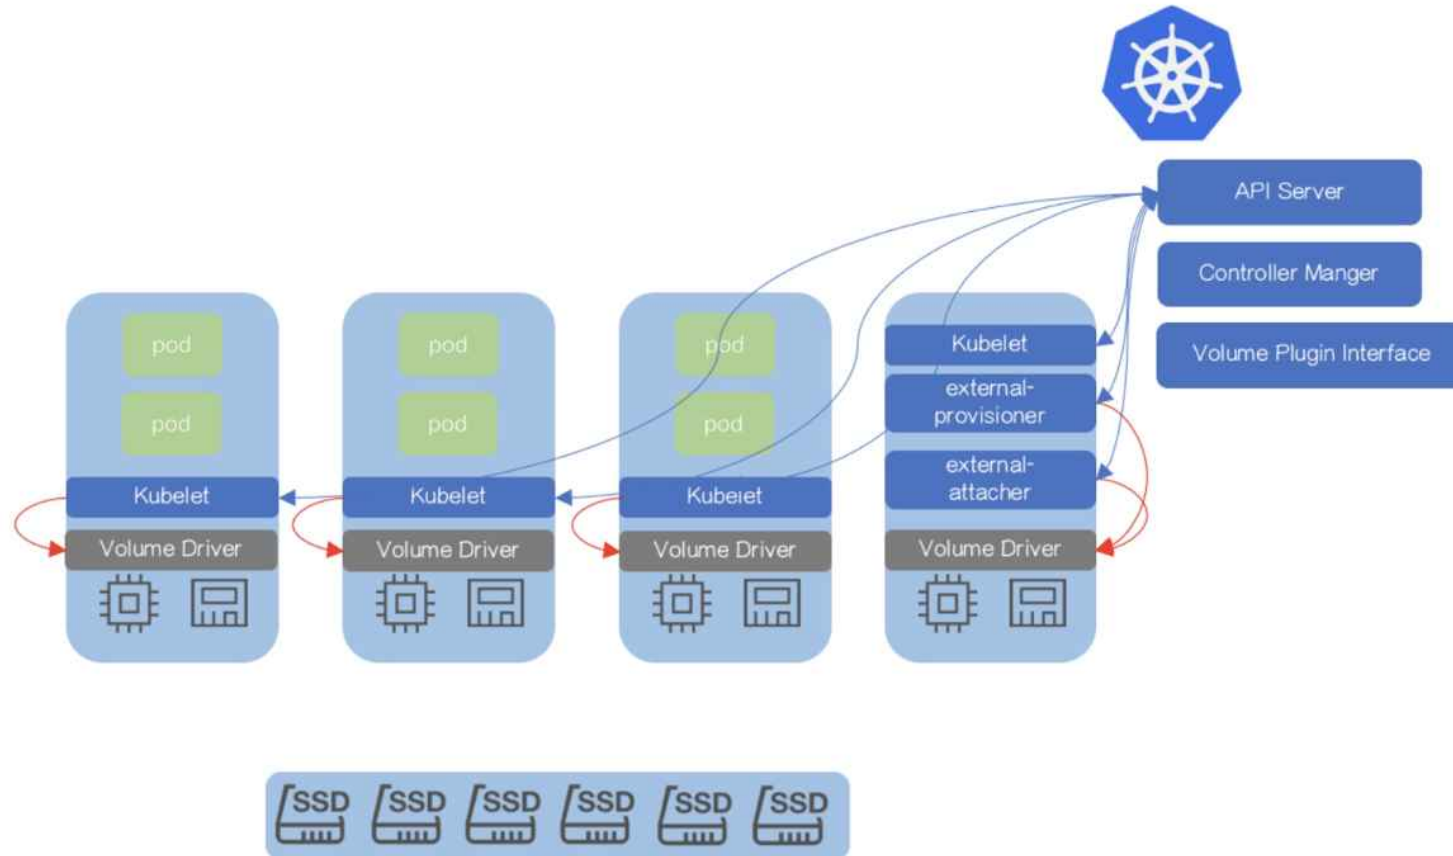 API Server
Controller Manger
Volume Plugin Interface
pod
pod
Kubelet
Volume Driver
pod
pod
Kubelet
Volume Driver
pod
pod
Kubelet
Volume Driver
Kubelet
external-
provisioner
external-
attacher
Volume Driver
SSD
SSD
SSD
SSD
SSD
SSD